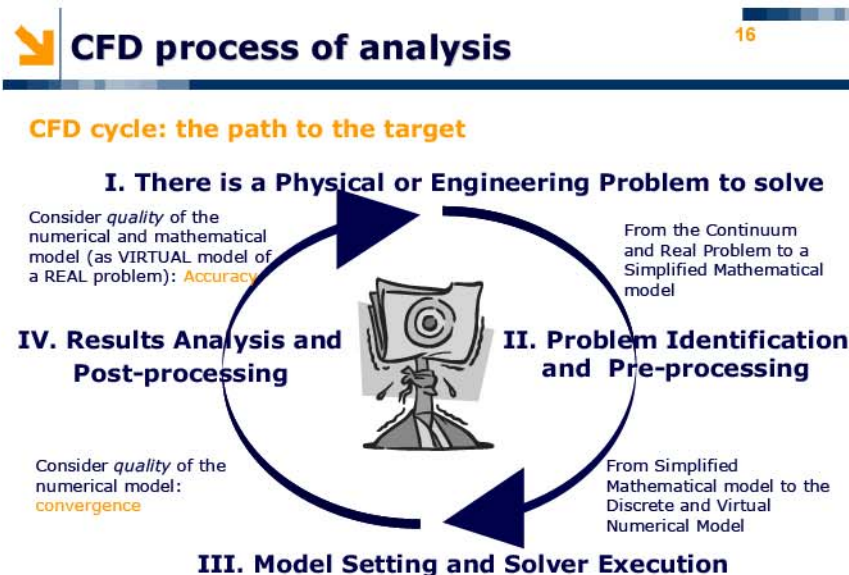 CFD process of analysis
16
CFD cycle: the path to the target
I. There is a Physical or Engineering Problem to solve
Consider quality of the
numerical and mathematical
model (as VIRTUAL model of
a REAL problem): Accuracy
From the Continuum
and Real Problem to a
Simplified Mathematical
model
IV. Results Analysis and
Post-processing
II. Problem Identification
and Pre-processing
Consider quality of the
numerical model:
convergence
From Simplified
Mathematical model to the
Discrete and Virtual
Numerical Model
III. Model Setting and Solver Execution